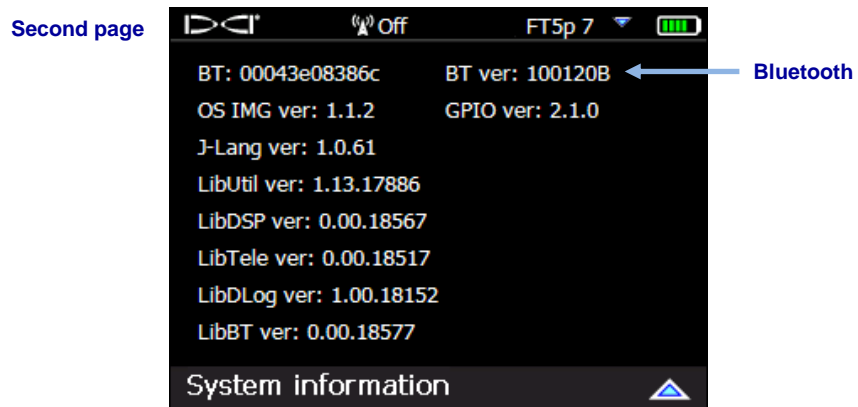 Second page
DCI Off FT5p 7
BT: 00043e08386c BT ver: 100120B Bluetooth
OS IMG ver: 1.1.2 GPIO ver: 2.1.0
J-Lang ver: 1.0.61
LibUtil ver: 1.13.17886
LibDSP ver: 0.00.18567
LibTele ver: 0.00.18517
LibDLog ver: 1.00.18152
LibBT ver: 0.00.18577
System information